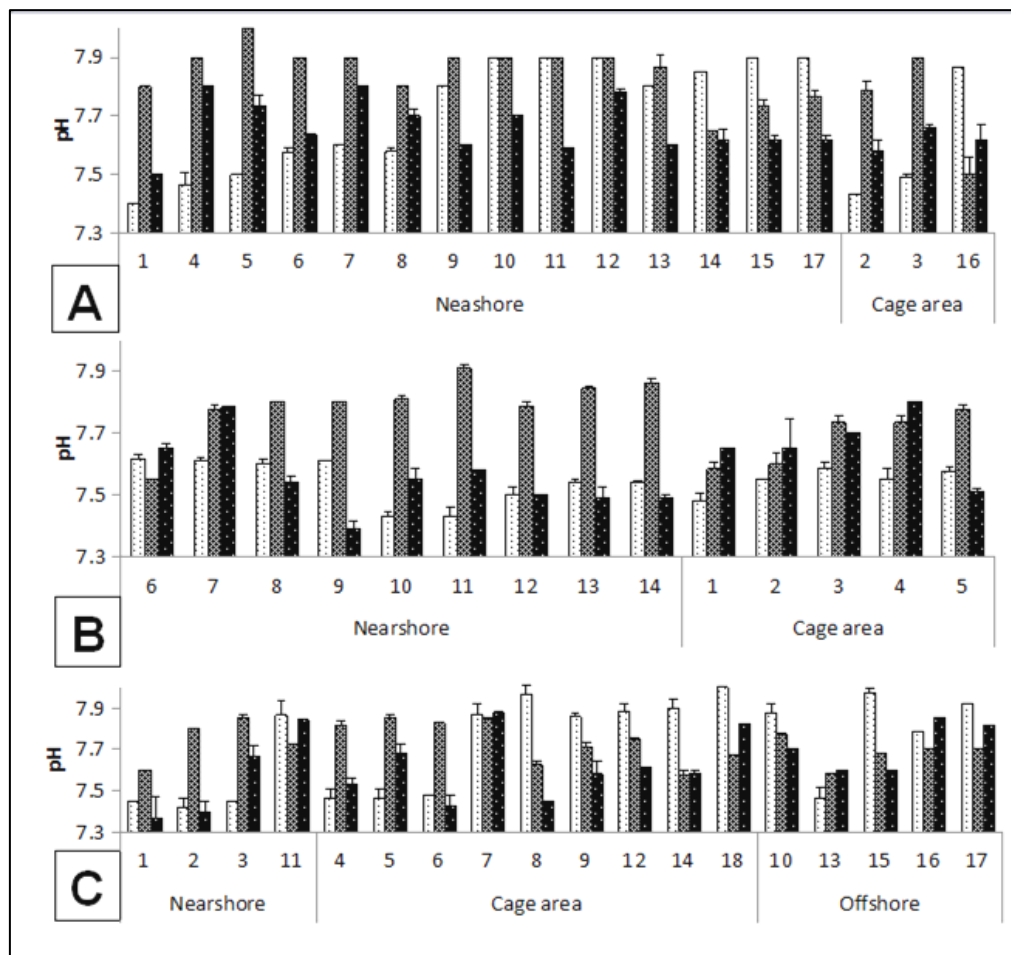 7.9
7.7
7.5
7.3
pH
1 4 5 6 7 8 9 10 11 12 13 14 15 17 2 3 16
Neashore Cage area
A
7.9
7.7
7.5
7.3
pH
6 7 8 9 10 11 12 13 14 1 2 3 4 5
Nearshore Cage area
B
7.9
7.7
7.5
7.3
pH
1 2 3 11 4 5 6 7 8 9 12 14 18 10 13 15 16 17
Nearshore Cage area Offshore
C